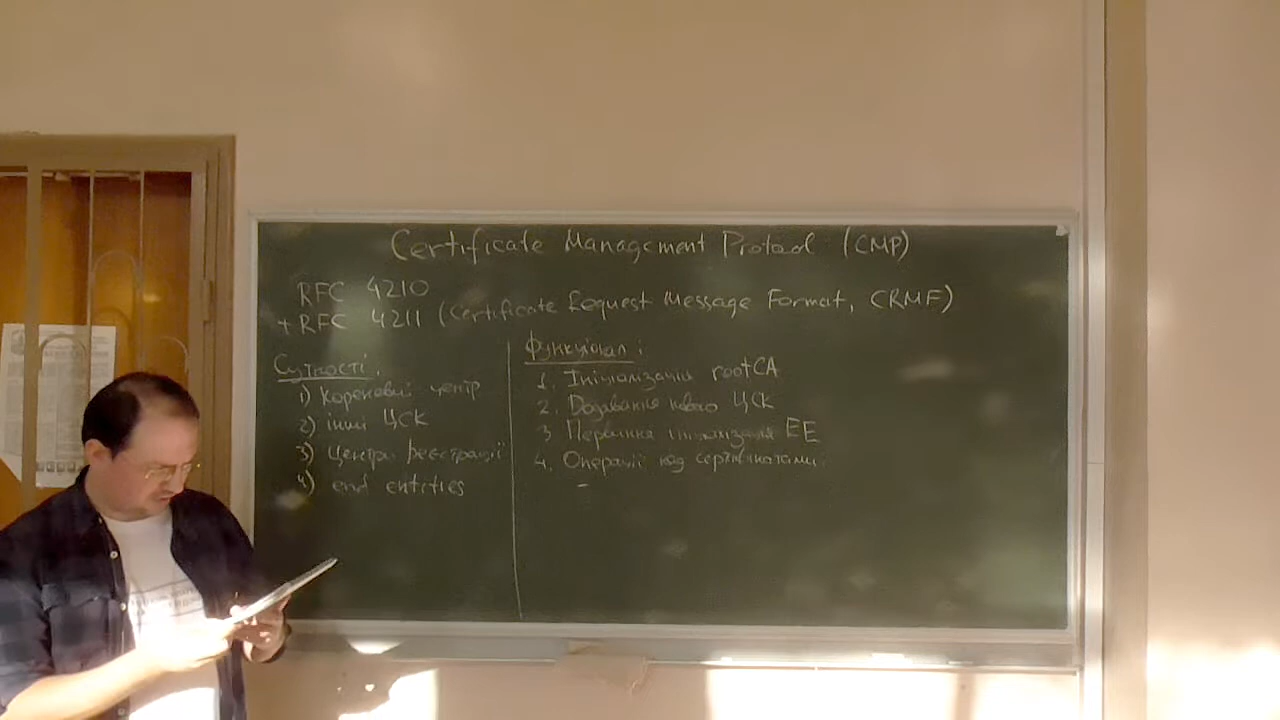 Certificate Management Protocol (CMP)
RFC 4210
+ RFC 4211 (Certificate Request Message Format, CRMF)
Сутності:
1) Кореневий центр
2) інші ЦСК
3) Центри реєстрації
4) end entities
Функціонал:
1. Ініціалізація rootCA
2. Додавання нового ЦСК
3 Первинна ініціалізація EE
4. Операції над сертифікатами:
-